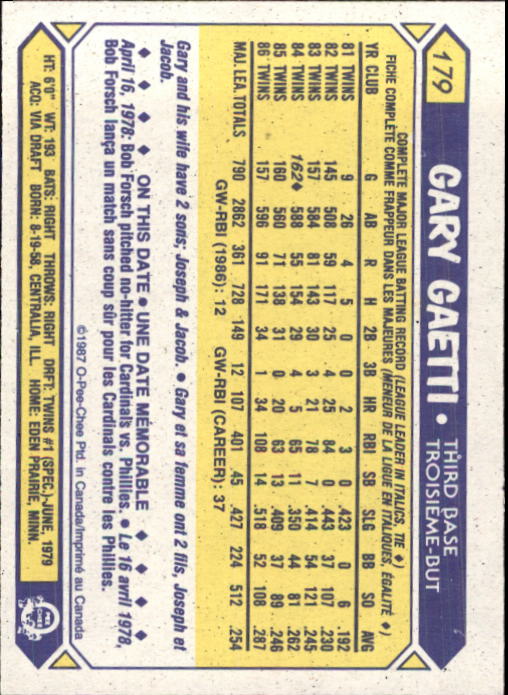 179
GARY GAETTI • THIRD BASE
TROISIEME-BUT
COMPLETE MAJOR LEAGUE BATTING RECORD (LEAGUE LEADER IN ITALICS, TIE ◆)
FICHE COMPLÈTE COMME FRAPPEUR DANS LES MAJEURES (MENEUR DE LA LIGUE EN ITALIQUES, ÉGALITÉ ◆)
YR CLUB G AB R H 2B 3B HR RBI SB SLG BB SO AVG
81 TWINS 9 26 4 5 0 0 2 3 0 .423 0 6 .192
82 TWINS 145 508 59 117 25 4 25 84 0 .443 37 107 .230
83 TWINS 157 584 81 143 30 3 21 78 7 .414 54 121 .245
84 TWINS 162◆ 588 55 154 29 4 5 65 11 .350 44 81 .262
85 TWINS 160 560 71 138 31 0 20 63 13 .409 37 89 .246
86 TWINS 157 596 91 171 34 1 34 108 14 .518 52 108 .287
MAJ. LEA. TOTALS 790 2862 361 728 149 12 107 401 45 .427 224 512 .254
GW-RBI (1986): 12 GW-RBI (CAREER): 37
Gary and his wife have 2 sons; Joseph & Jacob. • Gary et sa femme ont 2 fils, Joseph et
Jacob.
◆ ◆ ◆ ◆ ON THIS DATE • UNE DATE MÉMORABLE ◆ ◆ ◆ ◆
April 16, 1978: Bob Forsch pitched no-hitter for Cardinals vs. Phillies. • Le 16 avril 1978,
Bob Forsch lança un match sans coup sûr pour les Cardinals contre les Phillies.
©1987 O-Pee-Chee Ptd. in Canada/Imprimé au Canada
HT: 6'0" WT: 193 BATS: RIGHT THROWS: RIGHT DRFT: TWINS #1 (SPEC.)-JUNE, 1979
ACQ: VIA DRAFT BORN: 8-19-58, CENTRALIA, ILL. HOME: EDEN PRAIRIE, MINN.
O
PEE
CHEE